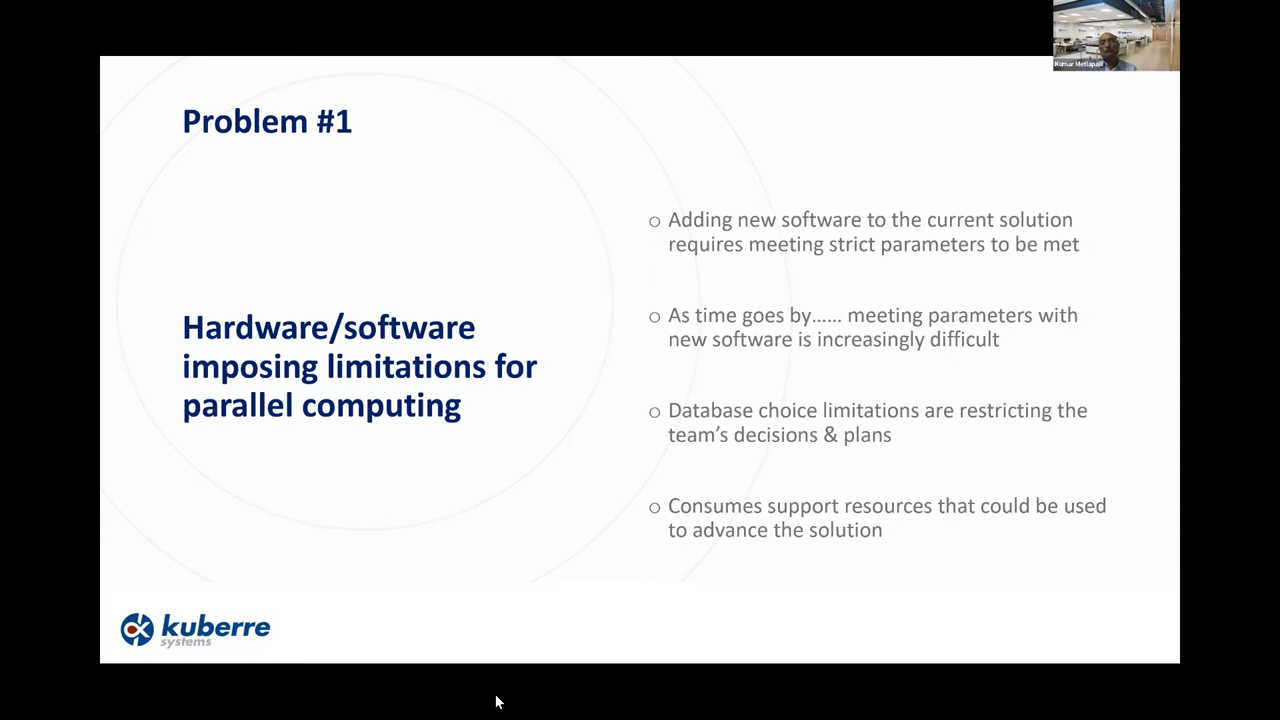 Kumar Metlapalli
Problem #1
Hardware/software
imposing limitations for
parallel computing
o Adding new software to the current solution
requires meeting strict parameters to be met
o As time goes by...... meeting parameters with
new software is increasingly difficult
o Database choice limitations are restricting the
team’s decisions & plans
o Consumes support resources that could be used
to advance the solution
kuberre
systems